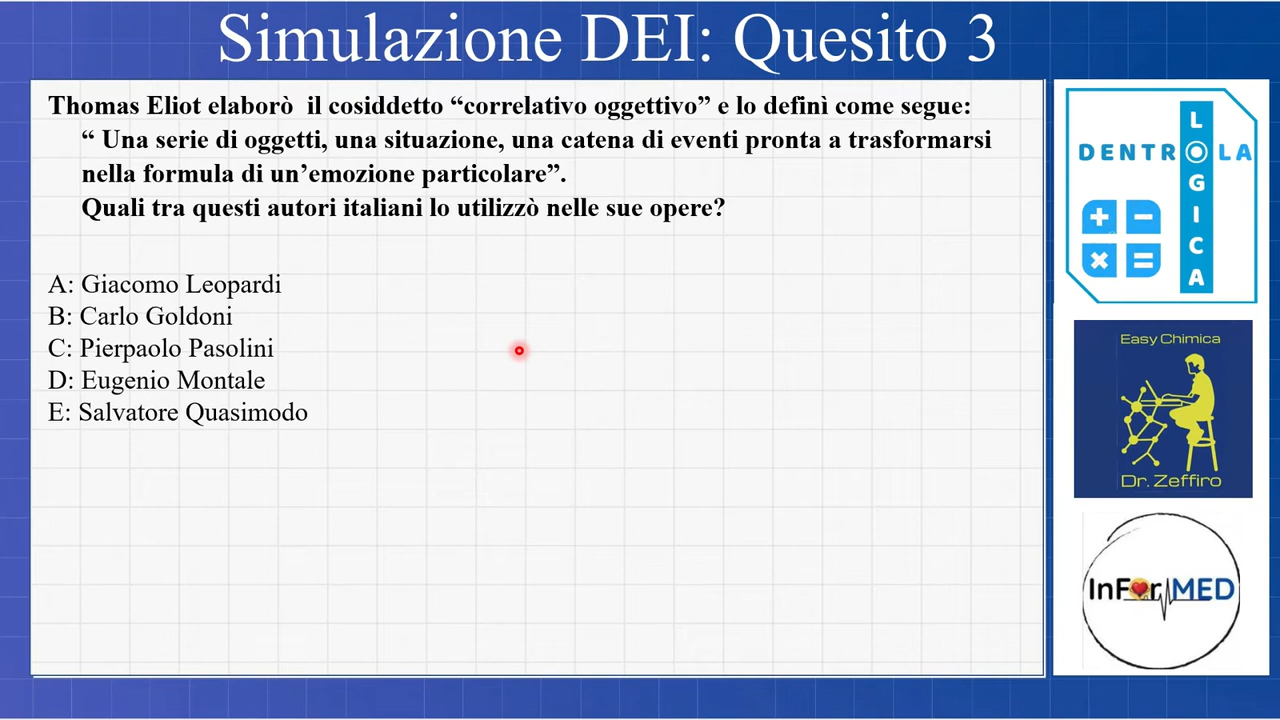 Simulazione DEI: Quesito 3
Thomas Eliot elaborò  il cosiddetto “correlativo oggettivo” e lo definì come segue:
“ Una serie di oggetti, una situazione, una catena di eventi pronta a trasformarsi
nella formula di un’emozione particolare”.
Quali tra questi autori italiani lo utilizzò nelle sue opere?
A: Giacomo Leopardi
B: Carlo Goldoni
C: Pierpaolo Pasolini
D: Eugenio Montale
E: Salvatore Quasimodo
DENTRO LA
LOGICA
Easy Chimica
Dr. Zeffiro
InForMED